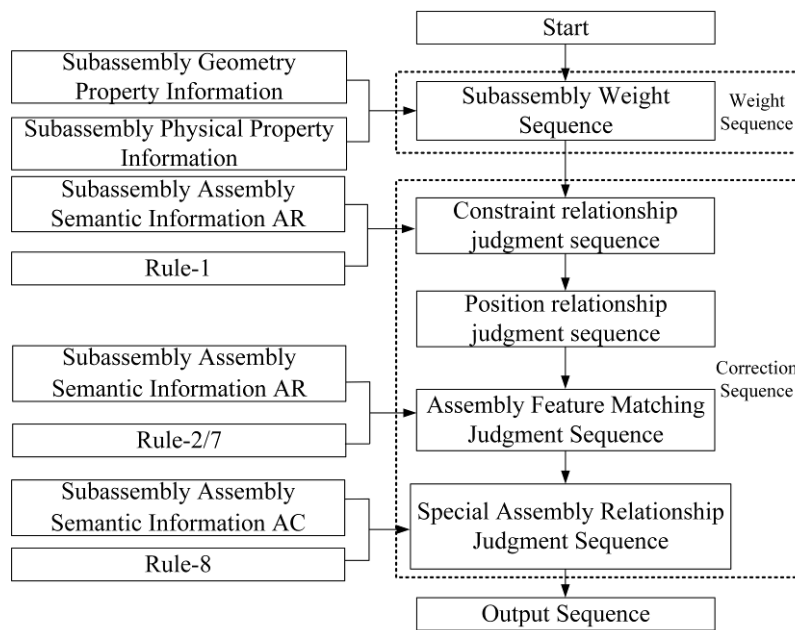 Start
Subassembly Geometry
Property Information
Subassembly Physical Property
Information
Subassembly Weight
Sequence
Weight
Sequence
Subassembly Assembly
Semantic Information AR
Rule-1
Constraint relationship
judgment sequence
Position relationship
judgment sequence
Correction
Sequence
Subassembly Assembly
Semantic Information AR
Rule-2/7
Assembly Feature Matching
Judgment Sequence
Subassembly Assembly
Semantic Information AC
Rule-8
Special Assembly Relationship
Judgment Sequence
Output Sequence